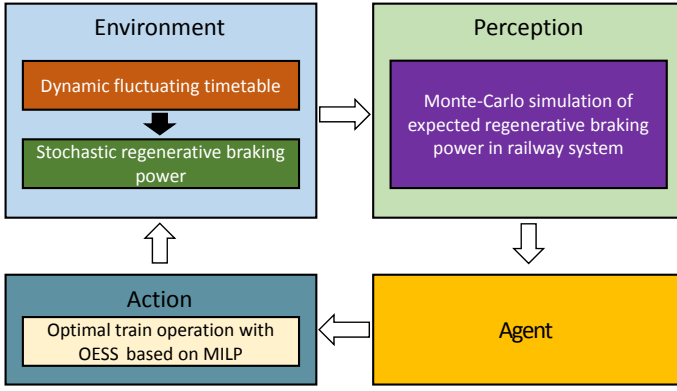 Environment
Dynamic fluctuating timetable
Stochastic regenerative braking
power
Perception
Monte-Carlo simulation of
expected regenerative braking
power in railway system
Action
Optimal train operation with
OESS based on MILP
Agent